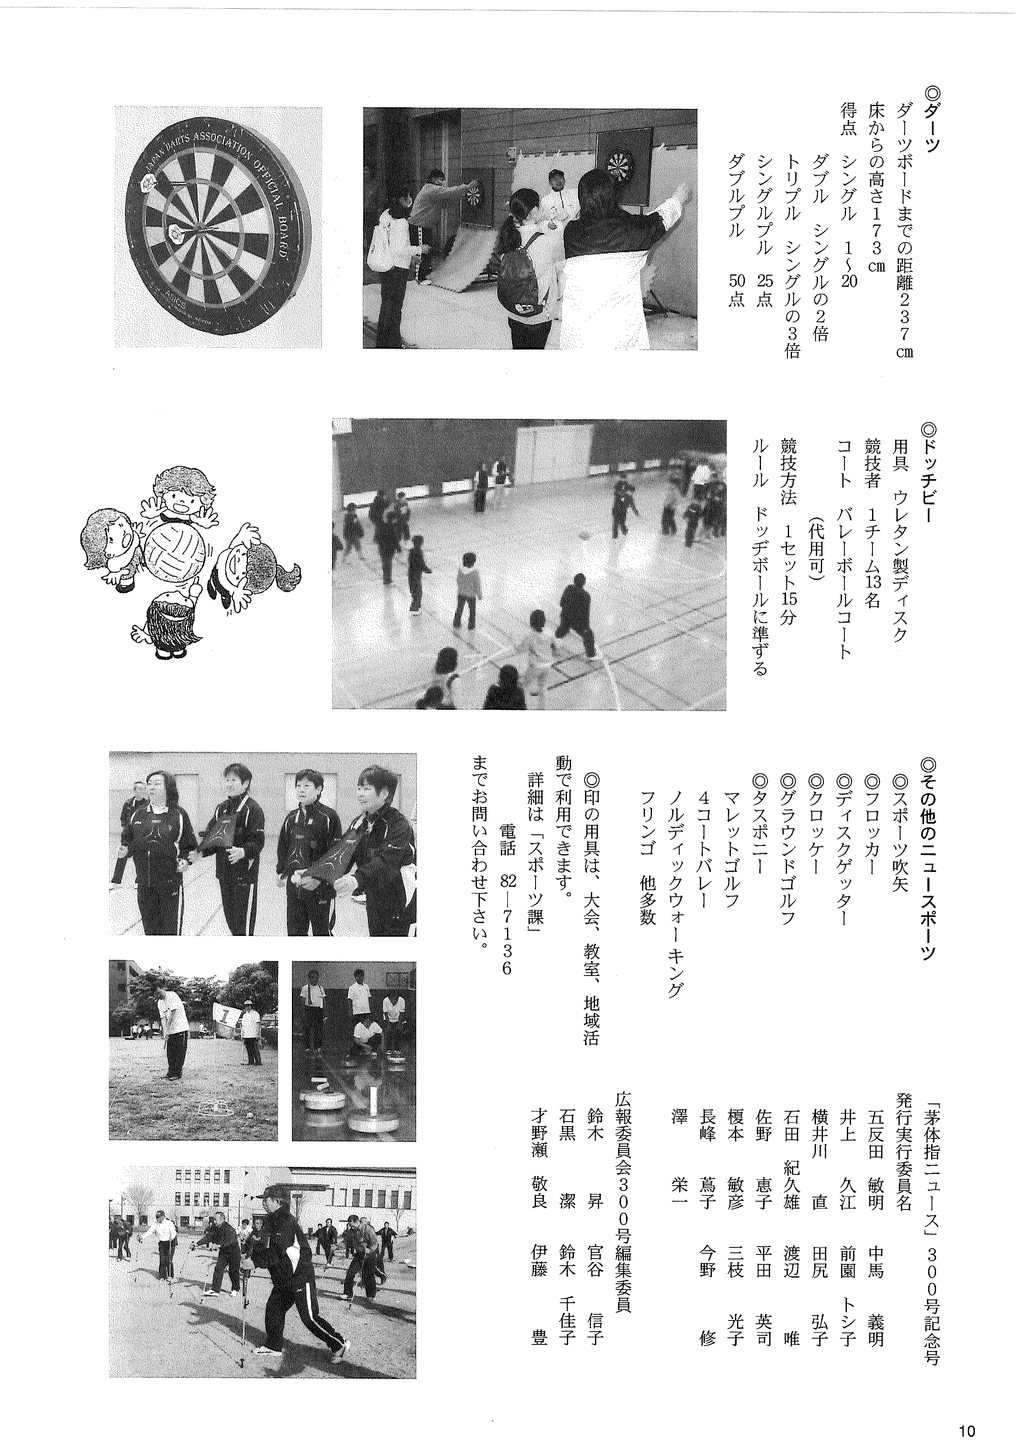 ◎ダーツ
ダーツボードまでの距離237cm
床からの高さ173cm
得点 シングル 1～20
ダブル シングルの2倍
トリプル シングルの3倍
シングルブル 25点
ダブルブル 50点
JAPAN DARTS ASSOCIATION OFFICIAL BOARD
◎ドッチビー
用具 ウレタン製ディスク
競技者 1チーム13名
コート バレーボールコート
(代用可)
競技方法 1セット15分
ルール ドッヂボールに準ずる
◎その他のニュースポーツ
◎スポーツ吹矢
◎フロッカー
◎ディスクゲッター
◎クロッケー
◎グラウンドゴルフ
◎タスポニー
マレットゴルフ
4コートバレー
ノルディックウォーキング
フリンゴ 他多数
◎印の用具は、大会、教室、地域活
動で利用できます。
詳細は「スポーツ課」
電話 82―7136
までお問い合わせ下さい。
1
「茅体指ニュース」300号記念号
発行実行委員名
五反田 敏明 中馬 義明
井上 久江 前園 トシ子
横井川 直 田尻 弘子
石田 紀久雄 渡辺 唯
佐野 恵子 平田 英司
榎本 敏彦 三枝 光子
長峰 蔦子 今野 修
澤 栄一
広報委員会300号編集委員
鈴木 昇 官谷 信子
石黒 潔 鈴木 千佳子
才野瀬 敬良 伊藤 豊
10